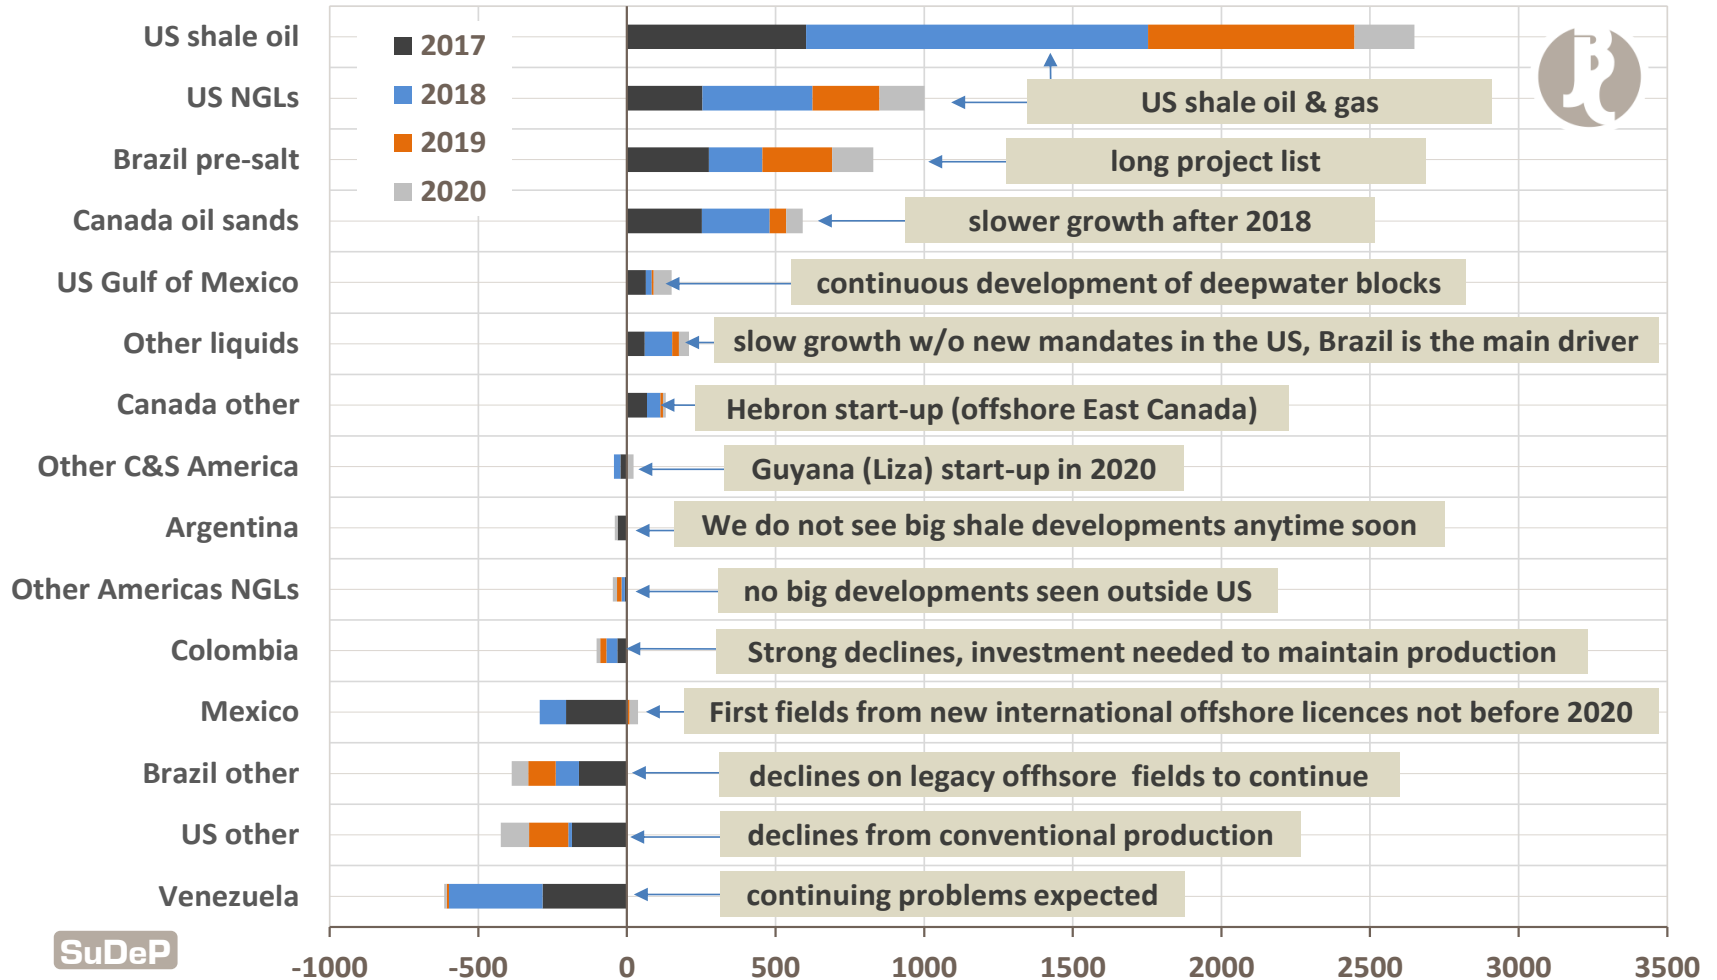 US shale oil
2017
2018
US NGLs
US shale oil & gas
2019
Brazil pre-salt
long project list
2020
Canada oil sands
slower growth after 2018
US Gulf of Mexico
continuous development of deepwater blocks
Other liquids
slow growth w/o new mandates in the US, Brazil is the main driver
Canada other
Hebron start-up (offshore East Canada)
Other C&S America
Guyana (Liza) start-up in 2020
Argentina
We do not see big shale developments anytime soon
Other Americas NGLs
no big developments seen outside US
Colombia
Strong declines, investment needed to maintain production
Mexico
First fields from new international offshore licences not before 2020
Brazil other
declines on legacy offhsore  fields to continue
US other
declines from conventional production
Venezuela
continuing problems expected
SuDeP
-1000 -500 0 500 1000 1500 2000 2500 3000 3500
JBC